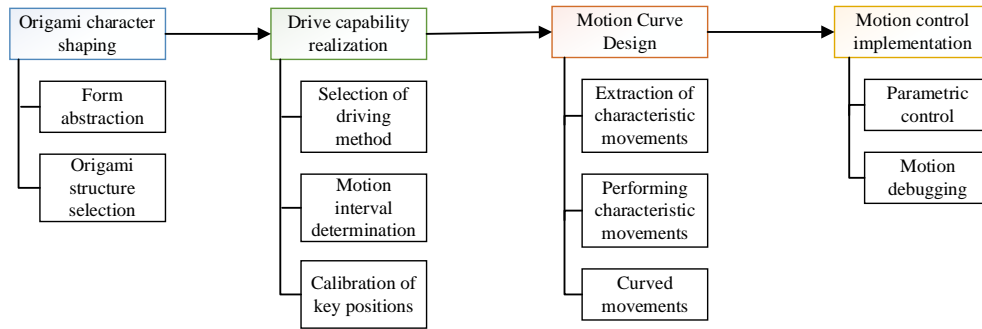 Origami character
shaping
Form
abstraction
Origami
structure
selection
Drive capability
realization
Selection of
driving
method
Motion
interval
determination
Calibration of
key positions
Motion Curve
Design
Extraction of
characteristic
movements
Performing
characteristic
movements
Curved
movements
Motion control
implementation
Parametric
control
Motion
debugging